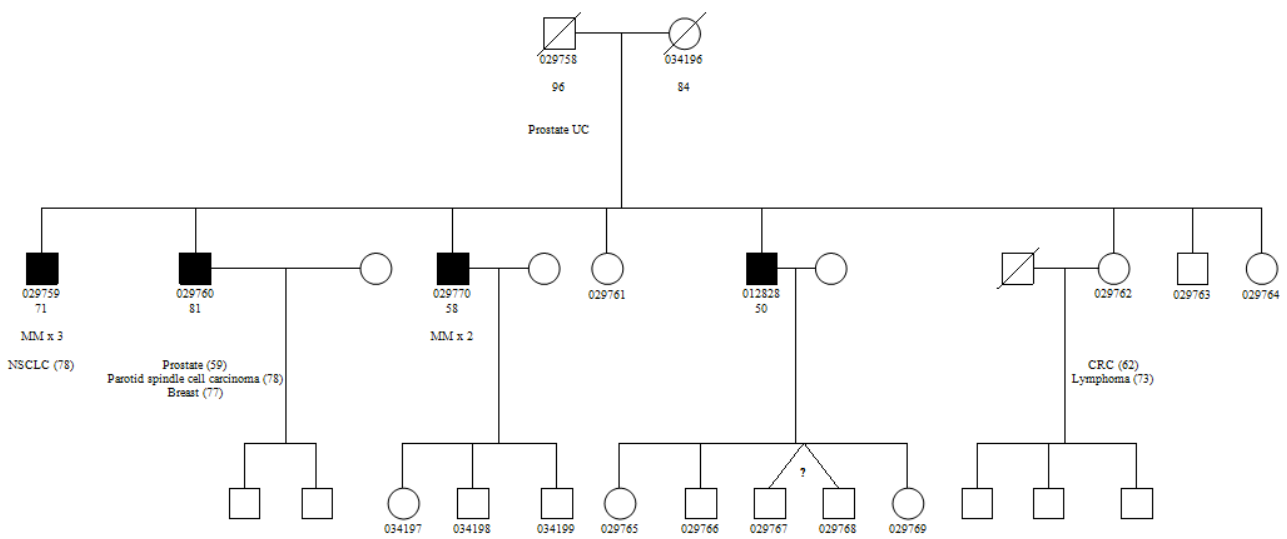 029758
034196
96
84
Prostate UC
029759
029760
029770
029761
012828
029762
029763
029764
71
81
58
50
MM x 3
MM x 2
NSCLC (78)
Prostate (59)
Parotid spindle cell carcinoma (78)
Breast (77)
CRC (62)
Lymphoma (73)
?
034197
034198
034199
029765
029766
029767
029768
029769